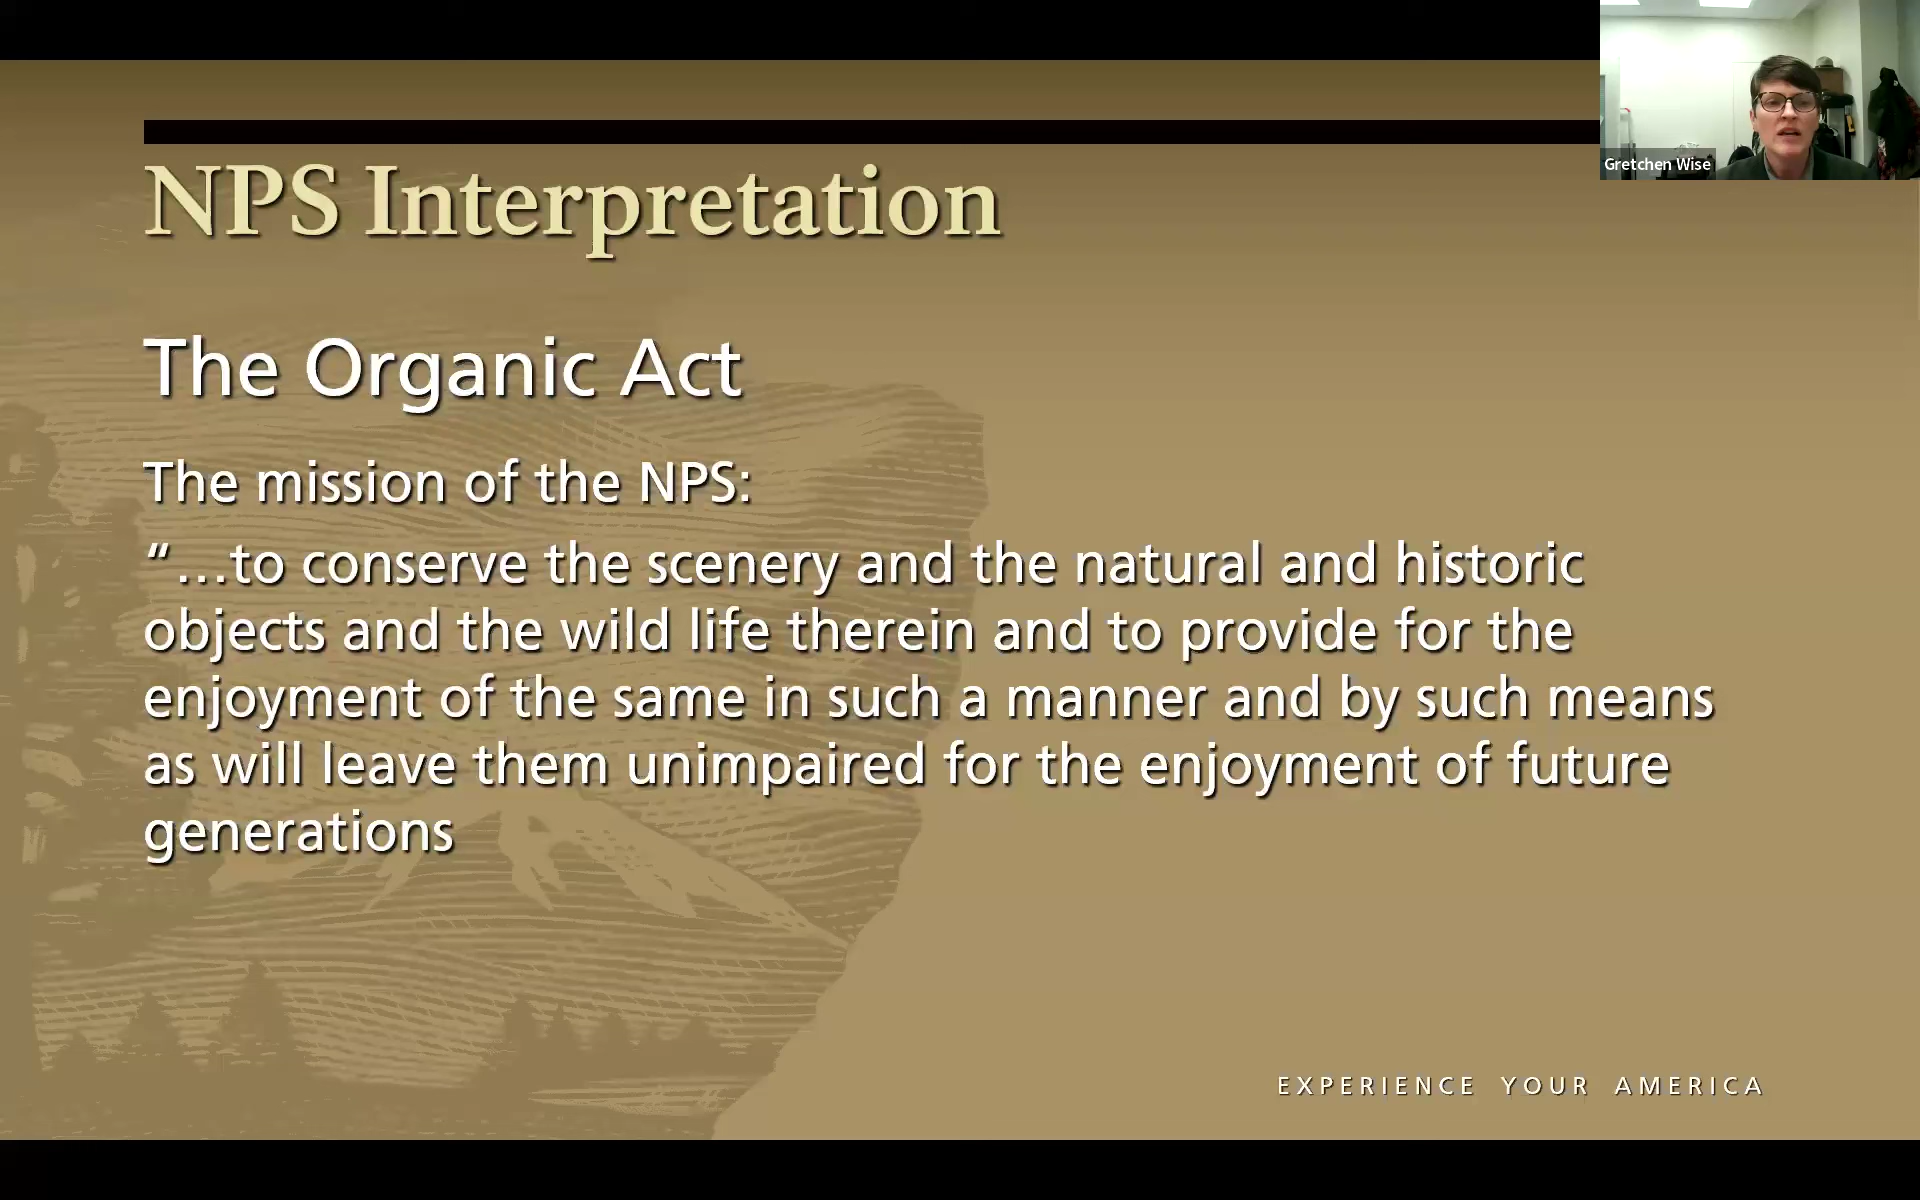 Gretchen Wise
NPS Interpretation
The Organic Act
The mission of the NPS:
“…to conserve the scenery and the natural and historic
objects and the wild life therein and to provide for the
enjoyment of the same in such a manner and by such means
as will leave them unimpaired for the enjoyment of future
generations
EXPERIENCE YOUR AMERICA